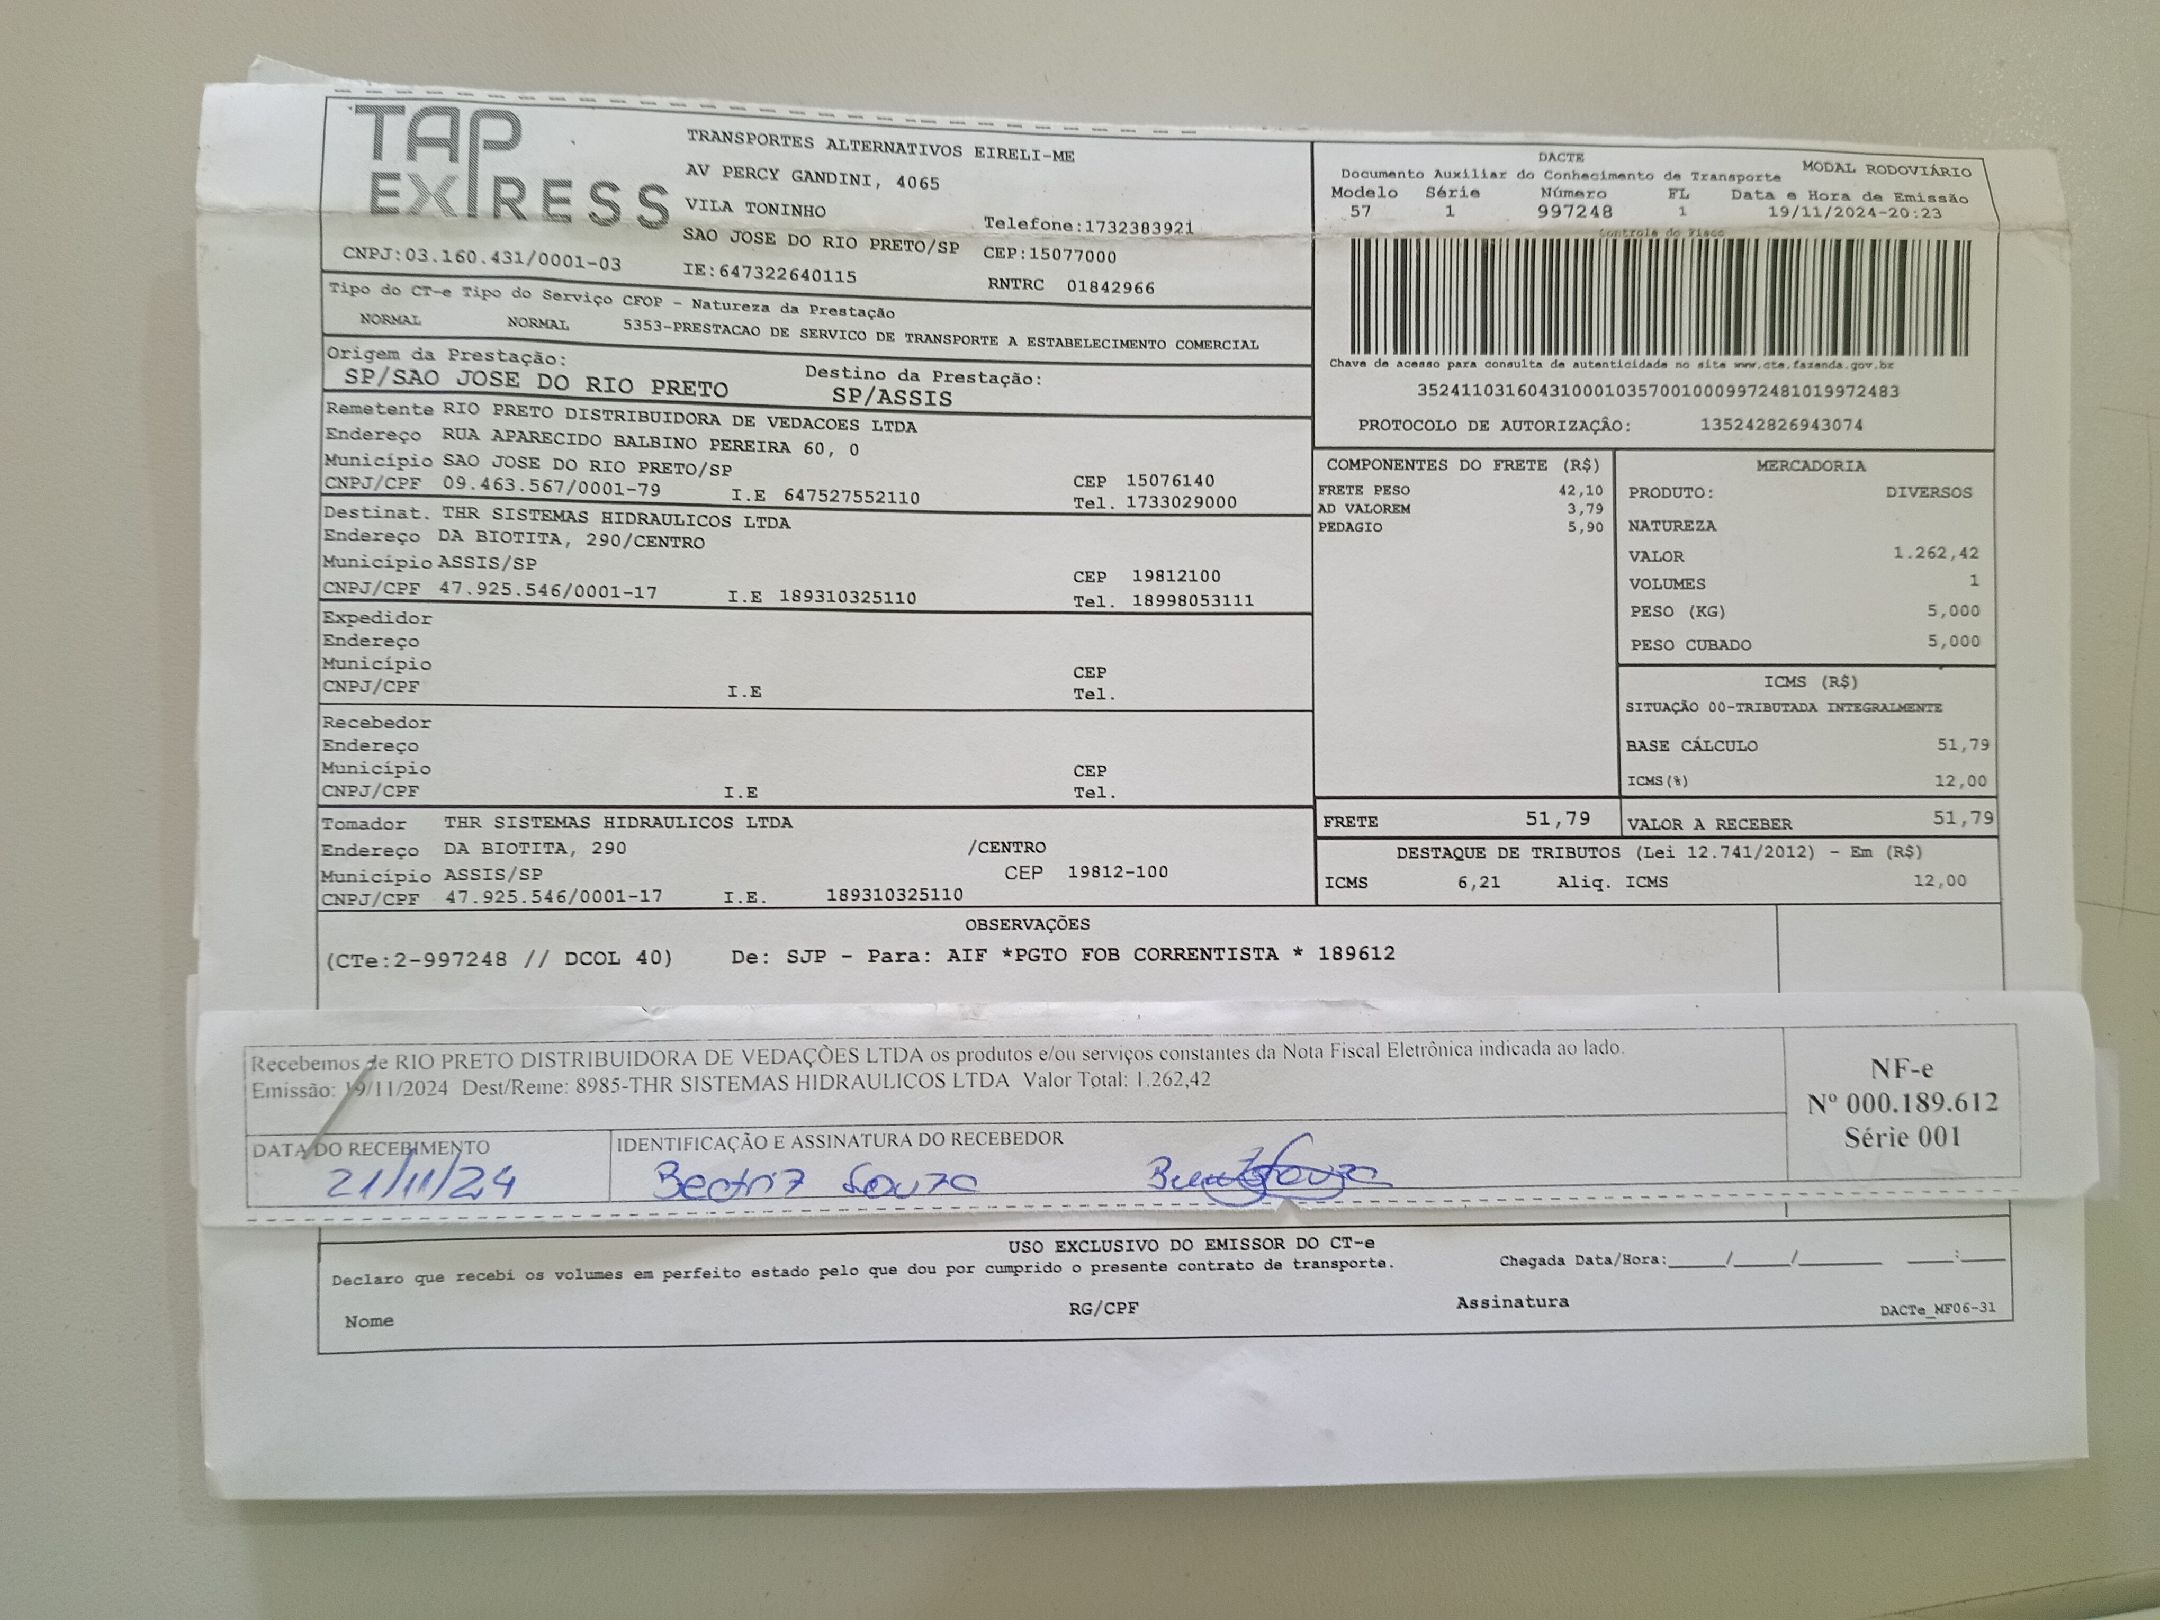 TAP
EXPRESS
TRANSPORTES ALTERNATIVOS EIRELI-ME
AV PERCY GANDINI, 4065
VILA TONINHO
Telefone:1732383921
SAO JOSE DO RIO PRETO/SP CEP:15077000
CNPJ:03.160.431/0001-03 IE:647322640115 RNTRC 01842966
Tipo do CT-e Tipo do Serviço CFOP - Natureza da Prestação
NORMAL NORMAL 5353-PRESTACAO DE SERVICO DE TRANSPORTE A ESTABELECIMENTO COMERCIAL
Origem da Prestação: Destino da Prestação:
SP/SAO JOSE DO RIO PRETO SP/ASSIS
Remetente RIO PRETO DISTRIBUIDORA DE VEDACOES LTDA
Endereço RUA APARECIDO BALBINO PEREIRA 60, 0
Município SAO JOSE DO RIO PRETO/SP CEP 15076140
CNPJ/CPF 09.463.567/0001-79 I.E 647527552110 Tel. 1733029000
Destinat. THR SISTEMAS HIDRAULICOS LTDA
Endereço DA BIOTITA, 290/CENTRO
Município ASSIS/SP CEP 19812100
CNPJ/CPF 47.925.546/0001-17 I.E 189310325110 Tel. 18998053111
Expedidor
Endereço
Município CEP
CNPJ/CPF I.E Tel.
Recebedor
Endereço
Município CEP
CNPJ/CPF I.E Tel.
Tomador THR SISTEMAS HIDRAULICOS LTDA
Endereço DA BIOTITA, 290 /CENTRO
Município ASSIS/SP CEP 19812-100
CNPJ/CPF 47.925.546/0001-17 I.E. 189310325110
DACTE MODAL RODOVIÁRIO
Documento Auxiliar do Conhecimento de Transporte
Modelo Série Número FL Data e Hora de Emissão
57 1 997248 1 19/11/2024-20:23
Controle do Fisco
Chave de acesso para consulta de autenticidade no site www.cte.fazenda.gov.br
35241103160431000103570010009972481019972483
PROTOCOLO DE AUTORIZAÇÂO: 135242826943074
COMPONENTES DO FRETE (R$)
FRETE PESO 42,10
AD VALOREM 3,79
PEDAGIO 5,90
MERCADORIA
PRODUTO: DIVERSOS
NATUREZA
VALOR 1.262,42
VOLUMES 1
PESO (KG) 5,000
PESO CUBADO 5,000
ICMS (R$)
SITUAÇÃO 00-TRIBUTADA INTEGRALMENTE
BASE CÁLCULO 51,79
ICMS(%) 12,00
FRETE 51,79 VALOR A RECEBER 51,79
DESTAQUE DE TRIBUTOS (Lei 12.741/2012) - Em (R$)
ICMS 6,21 Aliq. ICMS 12,00
OBSERVAÇÕES
(CTe:2-997248 // DCOL 40) De: SJP - Para: AIF *PGTO FOB CORRENTISTA * 189612
Recebemos de RIO PRETO DISTRIBUIDORA DE VEDAÇÕES LTDA os produtos e/ou serviços constantes da Nota Fiscal Eletrônica indicada ao lado.
Emissão: 19/11/2024 Dest/Reme: 8985-THR SISTEMAS HIDRAULICOS LTDA Valor Total: 1.262,42
DATA DO RECEBIMENTO IDENTIFICAÇÃO E ASSINATURA DO RECEBEDOR
21/11/24 Beatriz Souza
NF-e
Nº 000.189.612
Série 001
USO EXCLUSIVO DO EMISSOR DO CT-e
Declaro que recebi os volumes em perfeito estado pelo que dou por cumprido o presente contrato de transporte. Chegada Data/Hora:_____/_____/_______ ____:____
Nome RG/CPF Assinatura DACTe_MF06-31